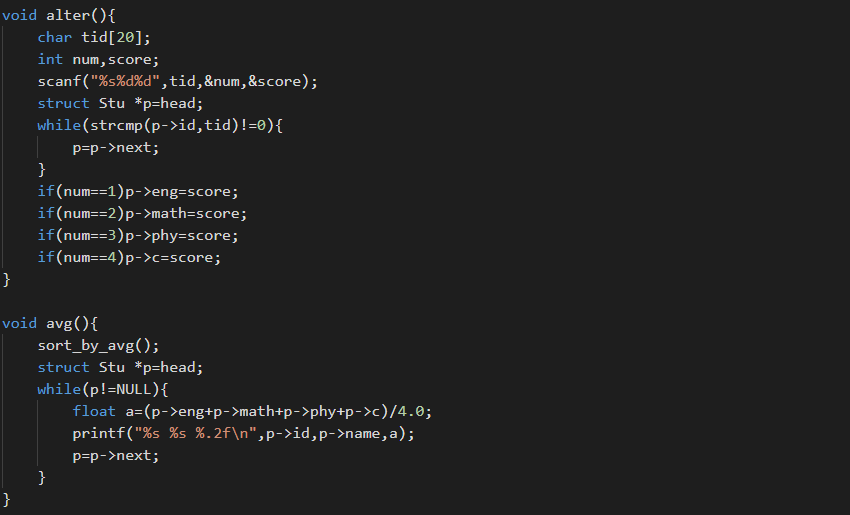 void alter(){
    char tid[20];
    int num,score;
    scanf("%s%d%d",tid,&num,&score);
    struct Stu *p=head;
    while(strcmp(p->id,tid)!=0){
        p=p->next;
    }
    if(num==1)p->eng=score;
    if(num==2)p->math=score;
    if(num==3)p->phy=score;
    if(num==4)p->c=score;
}

void avg(){
    sort_by_avg();
    struct Stu *p=head;
    while(p!=NULL){
        float a=(p->eng+p->math+p->phy+p->c)/4.0;
        printf("%s %s %.2f\n",p->id,p->name,a);
        p=p->next;
    }
}